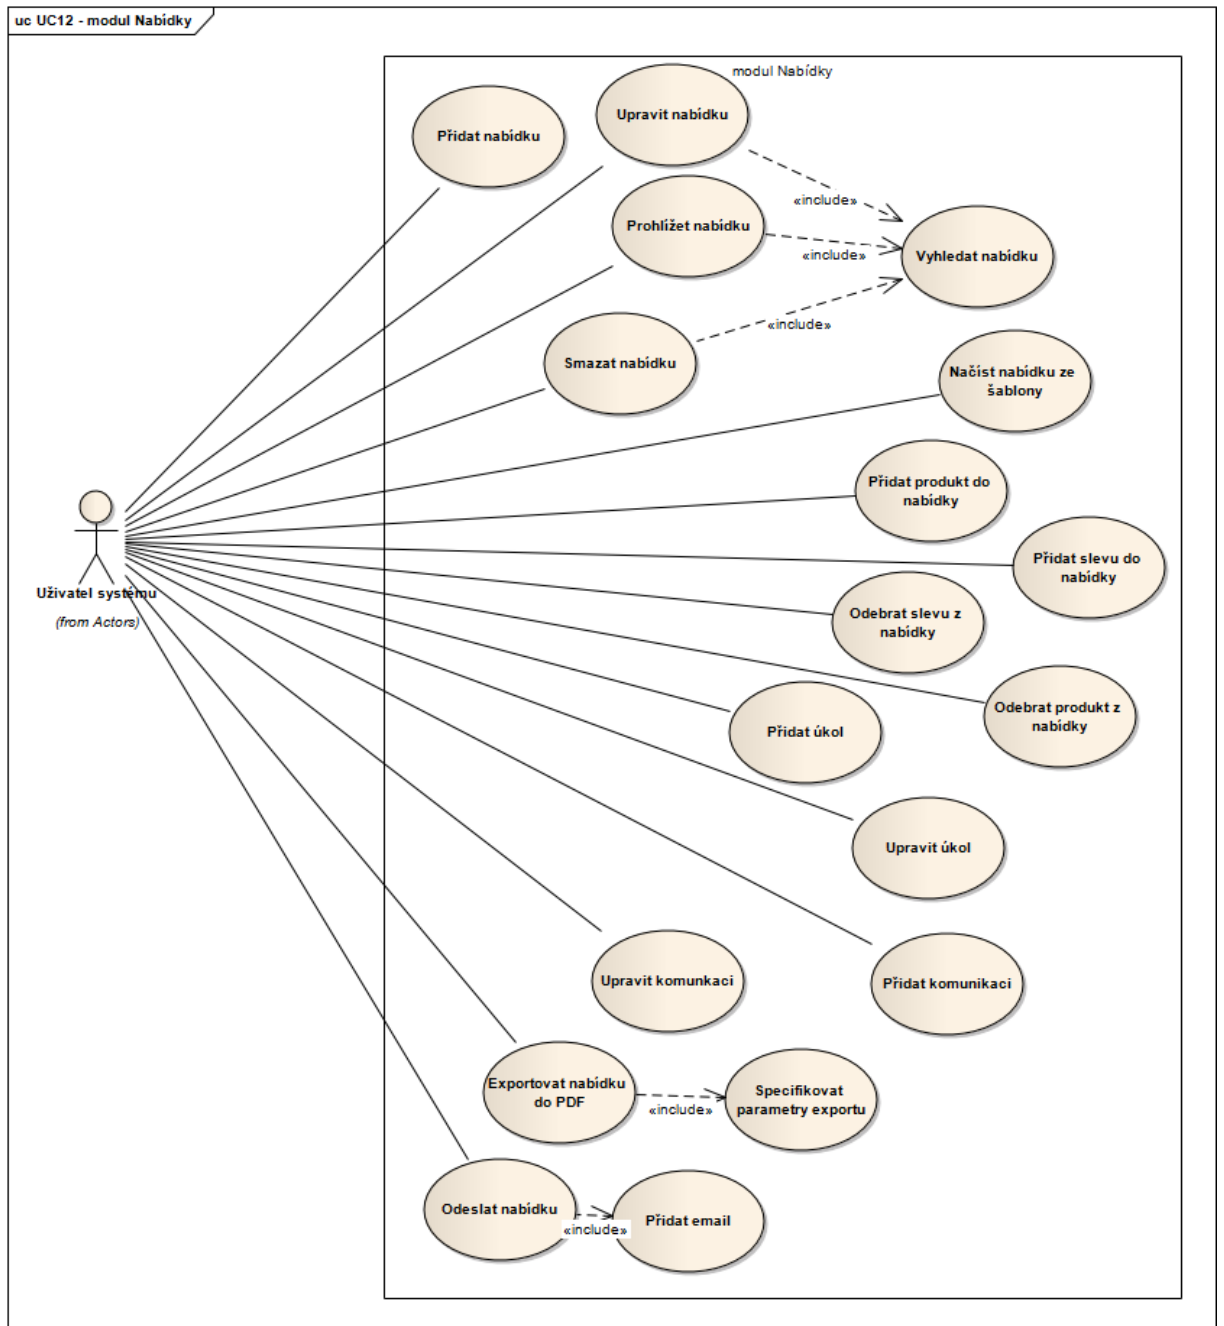 uc UC12 - modul Nabídky
modul Nabídky
Přidat nabídku
Upravit nabídku
«include»
Prohlížet nabídku
«include»
Vyhledat nabídku
«include»
Smazat nabídku
Načíst nabídku ze
šablony
Přidat produkt do
nabídky
Přidat slevu do
nabídky
Uživatel systému
(from Actors)
Odebrat slevu z
nabídky
Odebrat produkt z
nabídky
Přidat úkol
Upravit úkol
Upravit komunkaci
Přidat komunikaci
Exportovat nabídku
do PDF
«include»
Specifikovat
parametry exportu
Odeslat nabídku
«include»
Přidat email